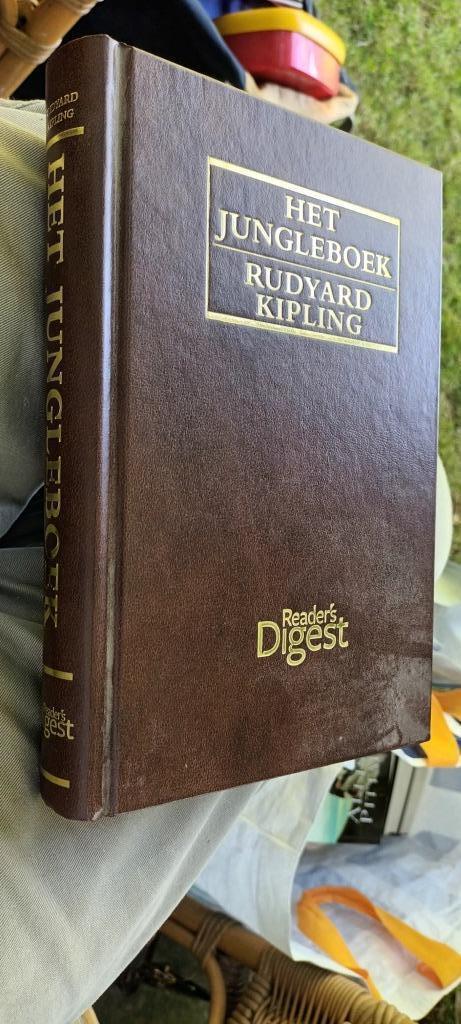 HET
JUNGLEBOEK
RUDYARD
KIPLING
Reader's
Digest
RUDYARD
KIPLING
HET JUNGLEBOEK
Reader's
Digest